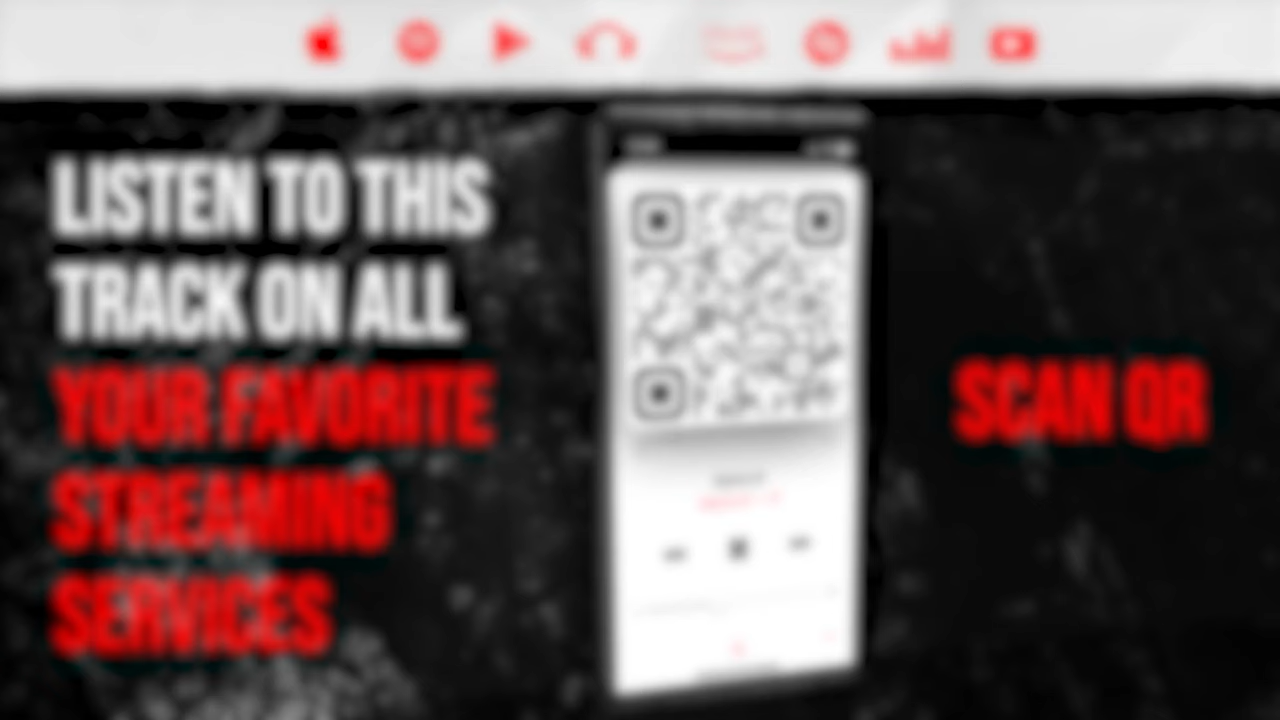 LISTEN TO THIS
TRACK ON ALL
YOUR FAVORITE
STREAMING
SERVICES
SCAN QR